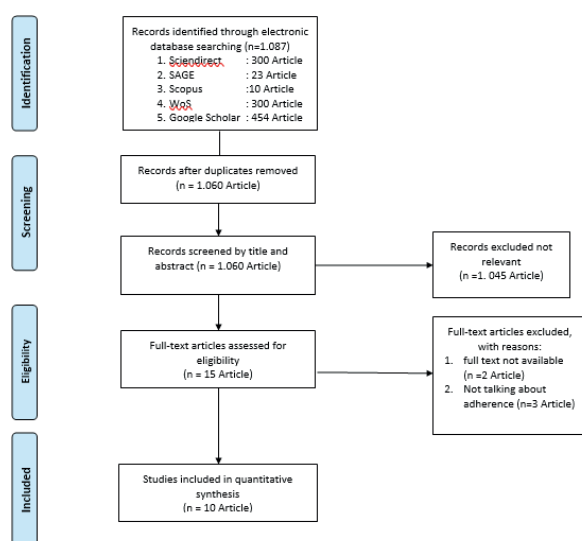 Identification
Records identified through electronic
database searching (n=1.087)
1. Sciendirect : 300 Article
2. SAGE : 23 Article
3. Scopus :10 Article
4. WoS : 300 Article
5. Google Scholar : 454 Article
Screening
Records after duplicates removed
(n = 1.060 Article)
Records screened by title and
abstract (n = 1.060 Article)
Records excluded not
relevant
(n =1. 045 Article)
Eligibility
Full-text articles assessed for
eligibility
(n = 15 Article)
Full-text articles excluded,
with reasons:
1. full text not available
(n =2 Article)
2. Not talking about
adherence (n=3 Article)
Included
Studies included in quantitative
synthesis
(n = 10 Article)